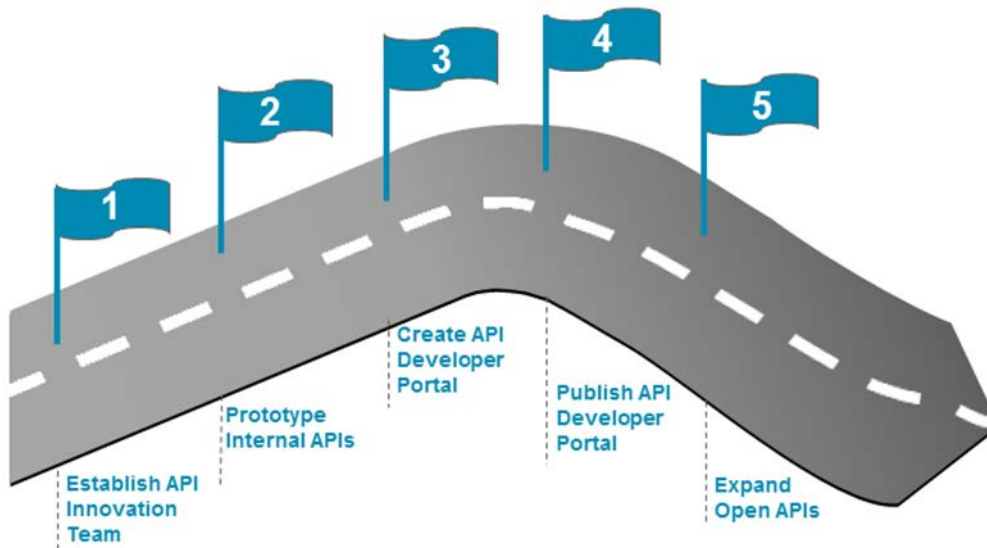 1
2
3
4
5
Establish API
Innovation
Team
Prototype
Internal APIs
Create API
Developer
Portal
Publish API
Developer
Portal
Expand
Open APIs